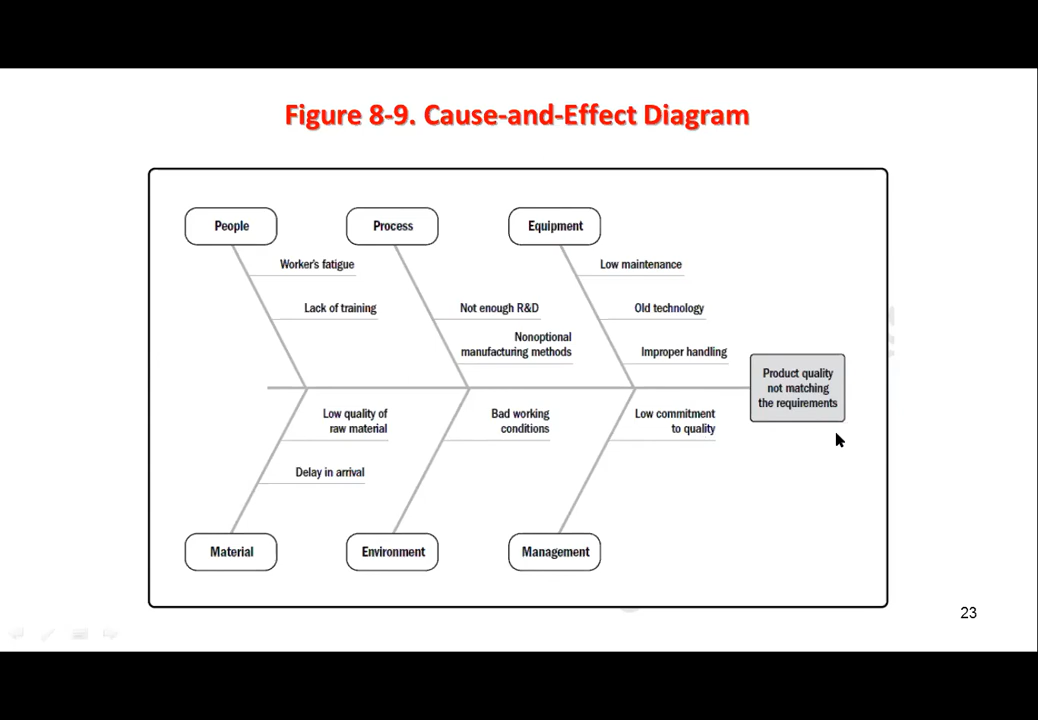 Figure 8-9. Cause-and-Effect Diagram
People
Process
Equipment
Worker's fatigue
Low maintenance
Lack of training
Not enough R&D
Old technology
Nonoptional
manufacturing methods
Improper handling
Product quality
not matching
the requirements
Low quality of
raw material
Bad working
conditions
Low commitment
to quality
Delay in arrival
Material
Environment
Management
23